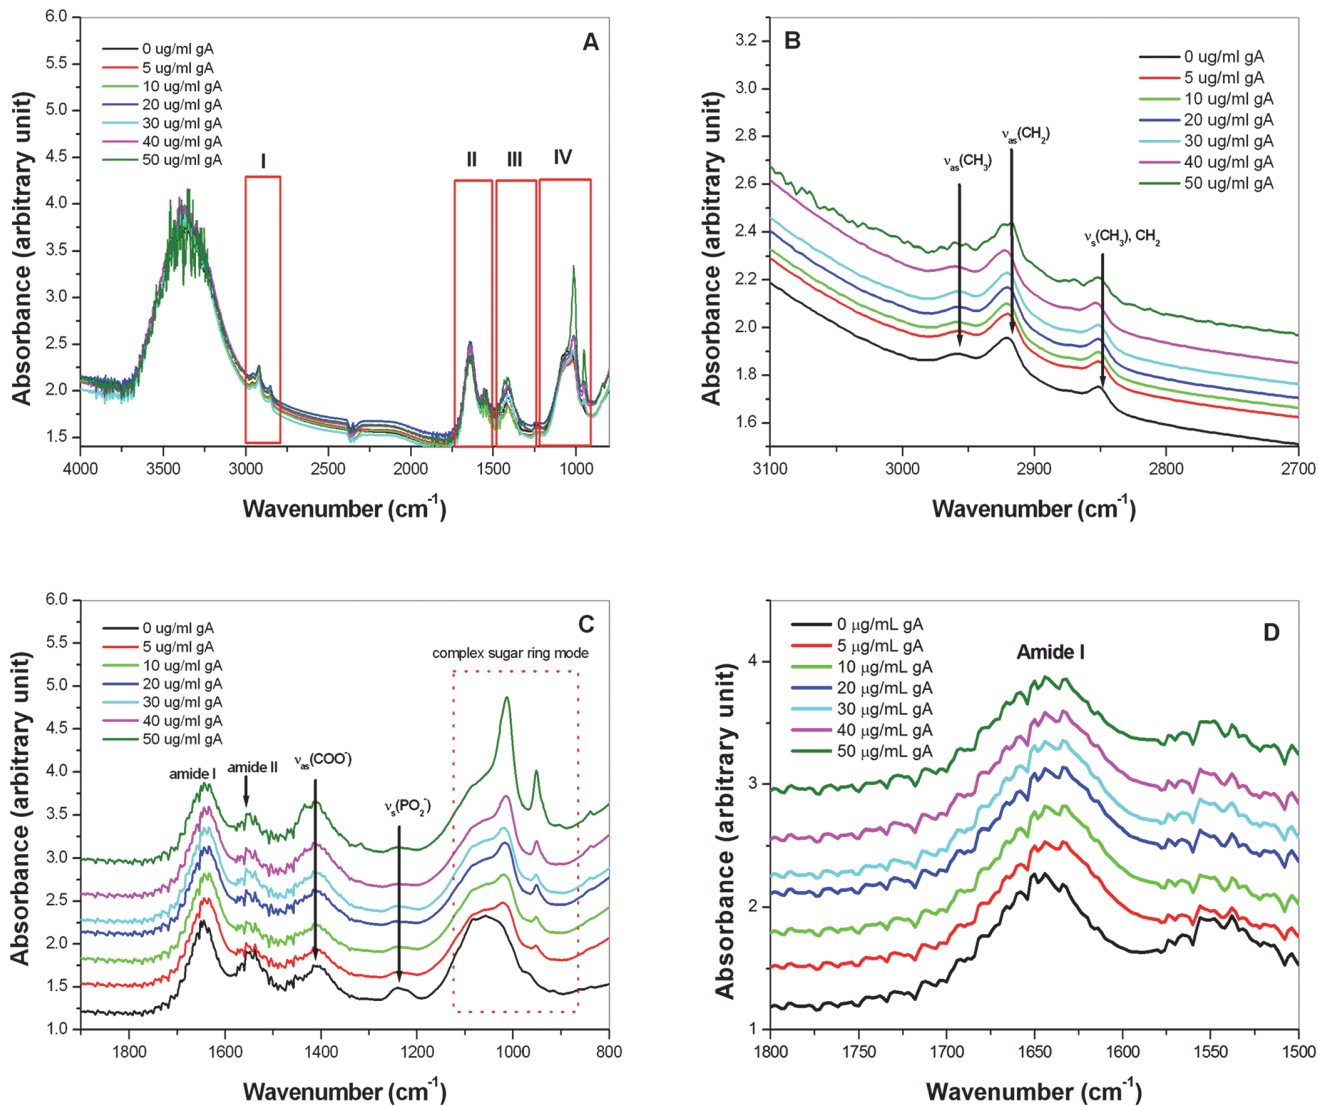 A
0 ug/ml gA
5 ug/ml gA
10 ug/ml gA
20 ug/ml gA
30 ug/ml gA
40 ug/ml gA
50 ug/ml gA
I
II
III
IV
6.0
5.5
5.0
4.5
4.0
3.5
3.0
2.5
2.0
1.5
4000
3500
3000
2500
2000
1500
1000
Absorbance (arbitrary unit)
Wavenumber (cm⁻¹)
B
0 ug/ml gA
5 ug/ml gA
10 ug/ml gA
20 ug/ml gA
30 ug/ml gA
40 ug/ml gA
50 ug/ml gA
νas(CH3)
νas(CH2)
νs(CH3), CH2
3.2
3.0
2.8
2.6
2.4
2.2
2.0
1.8
1.6
3100
3000
2900
2800
2700
Absorbance (arbitrary unit)
Wavenumber (cm⁻¹)
C
0 ug/ml gA
5 ug/ml gA
10 ug/ml gA
20 ug/ml gA
30 ug/ml gA
40 ug/ml gA
50 ug/ml gA
complex sugar ring mode
amide I
amide II
νas(COO⁻)
νs(PO2⁻)
6.0
5.5
5.0
4.5
4.0
3.5
3.0
2.5
2.0
1.5
1.0
1800
1600
1400
1200
1000
800
Absorbance (arbitrary unit)
Wavenumber (cm⁻¹)
D
0 μg/mL gA
5 μg/mL gA
10 μg/mL gA
20 μg/mL gA
30 μg/mL gA
40 μg/mL gA
50 μg/mL gA
Amide I
4
3
2
1
1800
1750
1700
1650
1600
1550
1500
Absorbance (arbitrary unit)
Wavenumber (cm⁻¹)